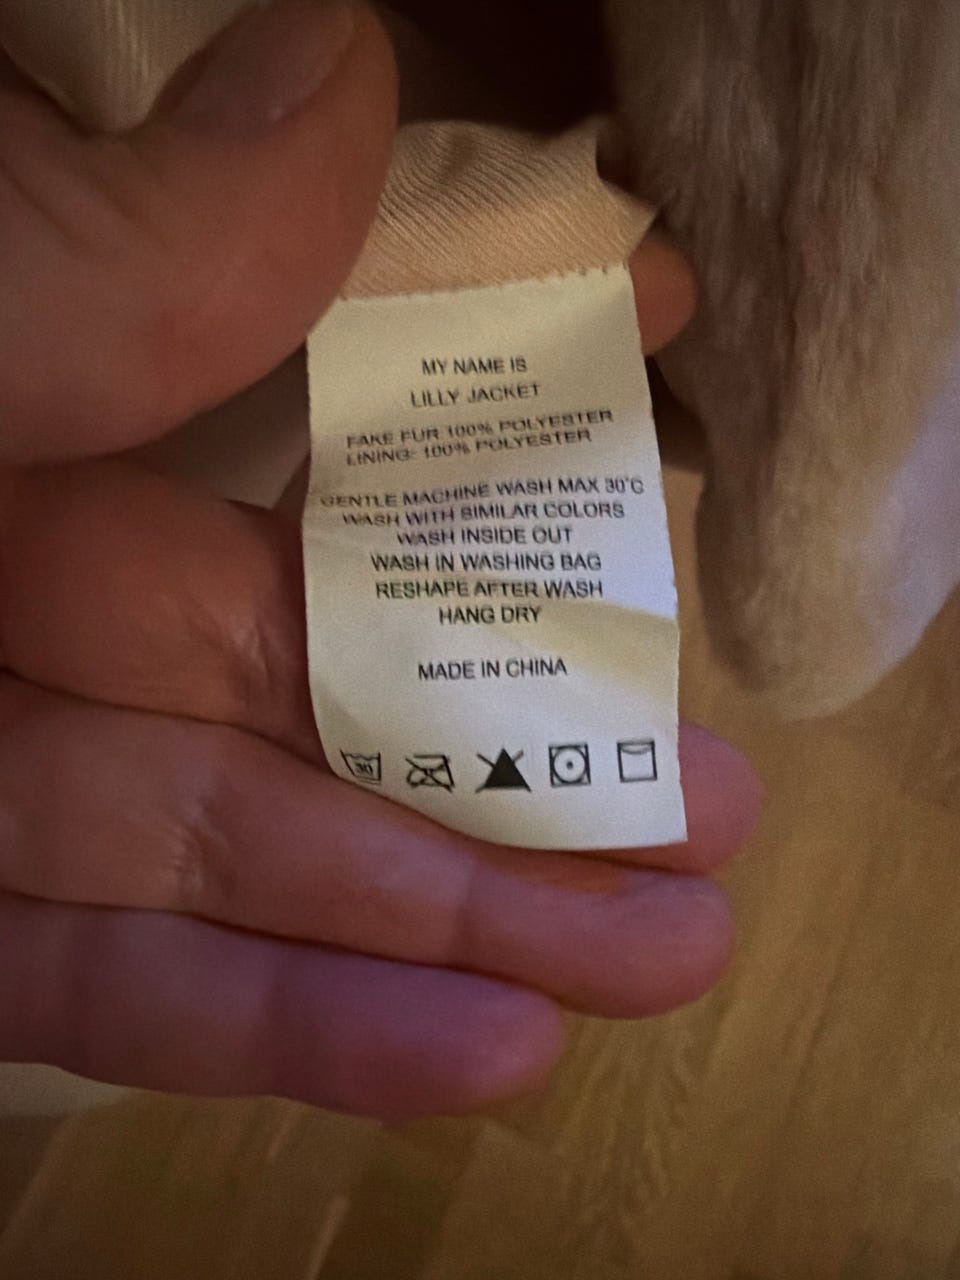 MY NAME IS
LILLY JACKET
FAKE FUR 100% POLYESTER
LINING: 100% POLYESTER
GENTLE MACHINE WASH MAX 30°C
WASH WITH SIMILAR COLORS
WASH INSIDE OUT
WASH IN WASHING BAG
RESHAPE AFTER WASH
HANG DRY
MADE IN CHINA
30